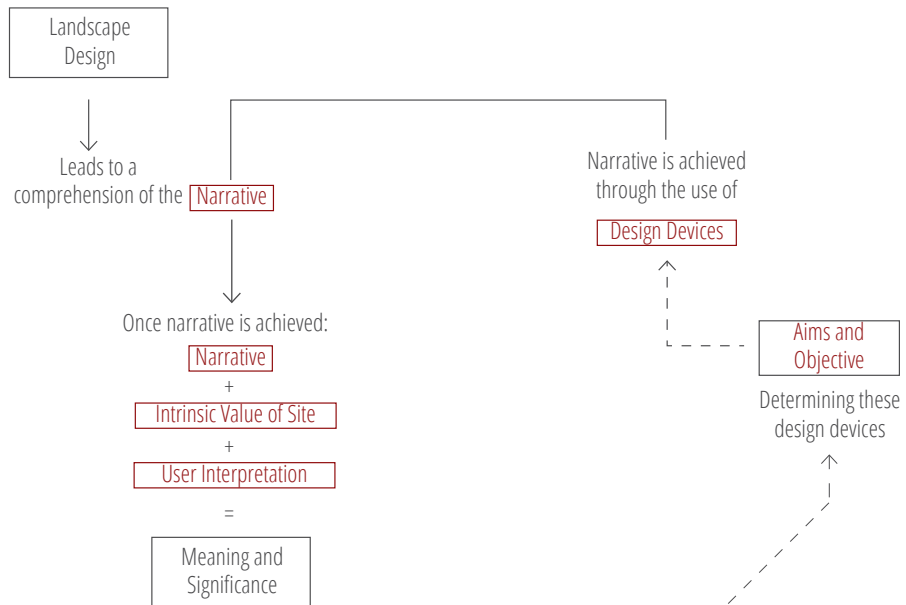 Landscape
Design
Leads to a
comprehension of the Narrative
Once narrative is achieved:
Narrative
+
Intrinsic Value of Site
+
User Interpretation
=
Meaning and
Significance
Narrative is achieved
through the use of
Design Devices
Aims and
Objective
Determining these
design devices